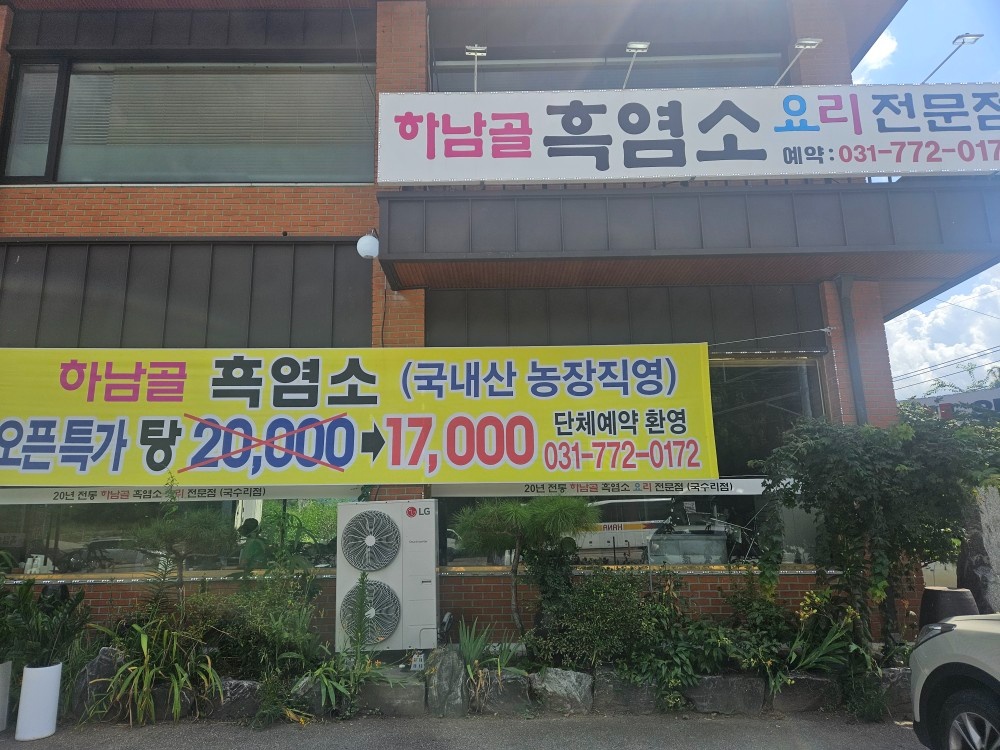 하남골 흑염소 요리 전문점
예약 : 031-772-017
하남골 흑염소 (국내산 농장직영)
오픈특가 탕 20,000 → 17,000 단체예약 환영
031-772-0172
20년 전통 하남골 흑염소 요리 전문점 (국수리점)
20년 전통 하남골 흑염소 요리 전문점 (국수리점)
LG
HANA